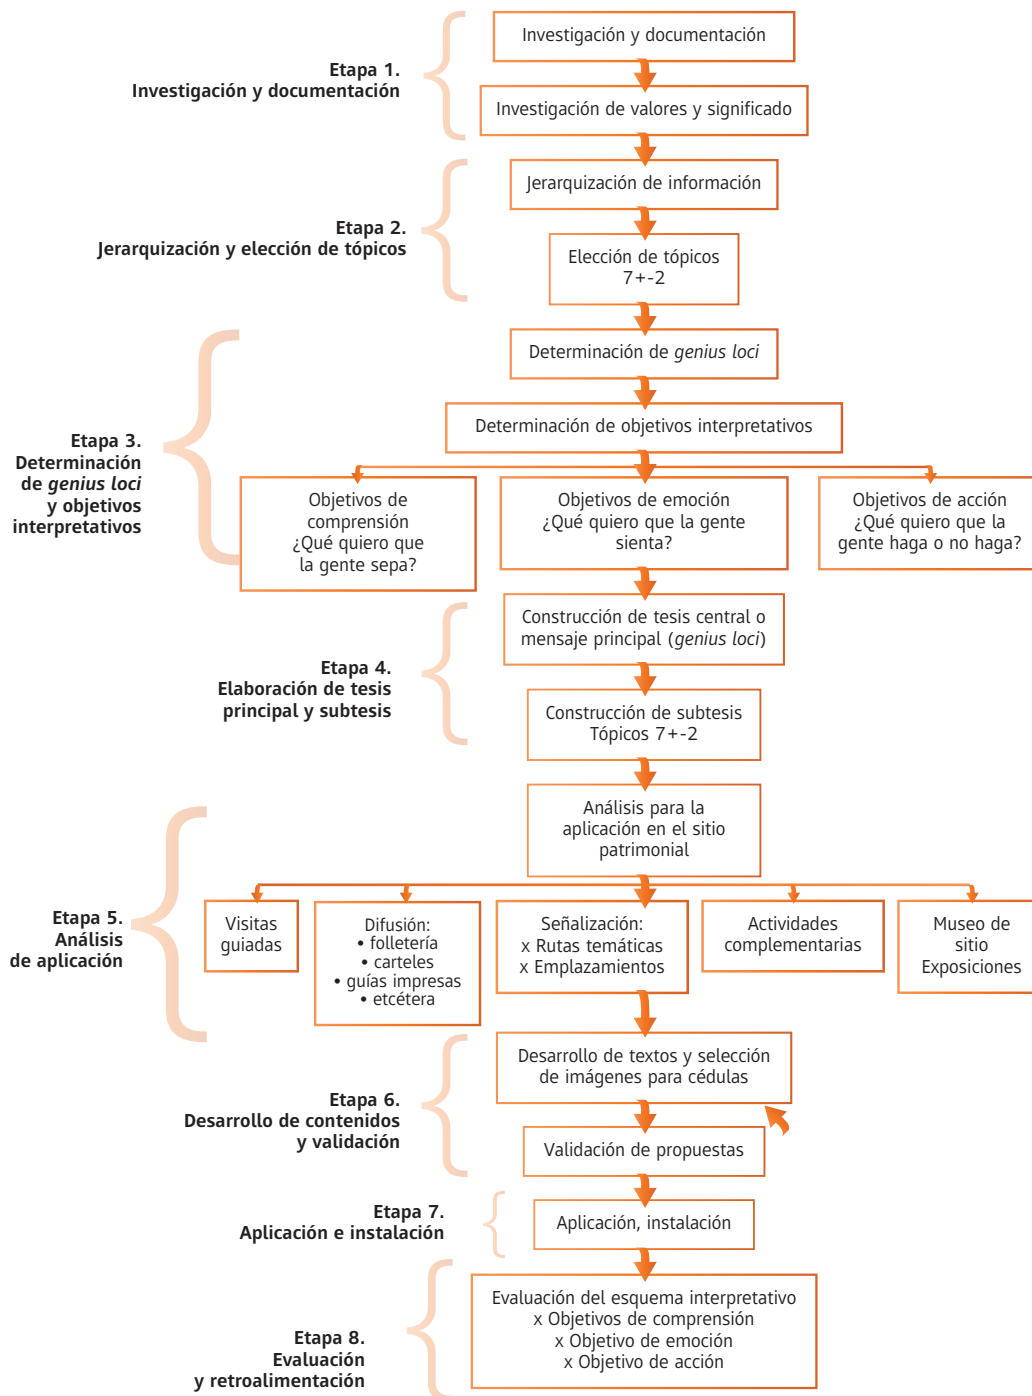 Investigación y documentación
Etapa 1.
Investigación y documentación
Investigación de valores y significado
Jerarquización de información
Etapa 2.
Jerarquización y elección de tópicos
Elección de tópicos
7+-2
Determinación de genius loci
Determinación de objetivos interpretativos
Etapa 3.
Determinación
de genius loci
y objetivos
interpretativos
Objetivos de
comprensión
¿Qué quiero que
la gente sepa?
Objetivos de emoción
¿Qué quiero que la gente
sienta?
Objetivos de acción
¿Qué quiero que la
gente haga o no haga?
Construcción de tesis central o
mensaje principal (genius loci)
Etapa 4.
Elaboración de tesis
principal y subtesis
Construcción de subtesis
Tópicos 7+-2
Análisis para la
aplicación en el sitio
patrimonial
Etapa 5.
Análisis
de aplicación
Visitas
guiadas
Difusión:
• folletería
• carteles
• guías impresas
• etcétera
Señalización:
x Rutas temáticas
x Emplazamientos
Actividades
complementarias
Museo de
sitio
Exposiciones
Desarrollo de textos y selección
de imágenes para cédulas
Etapa 6.
Desarrollo de contenidos
y validación
Validación de propuestas
Etapa 7.
Aplicación e instalación
Aplicación, instalación
Evaluación del esquema interpretativo
x Objetivos de comprensión
x Objetivo de emoción
x Objetivo de acción
Etapa 8.
Evaluación
y retroalimentación